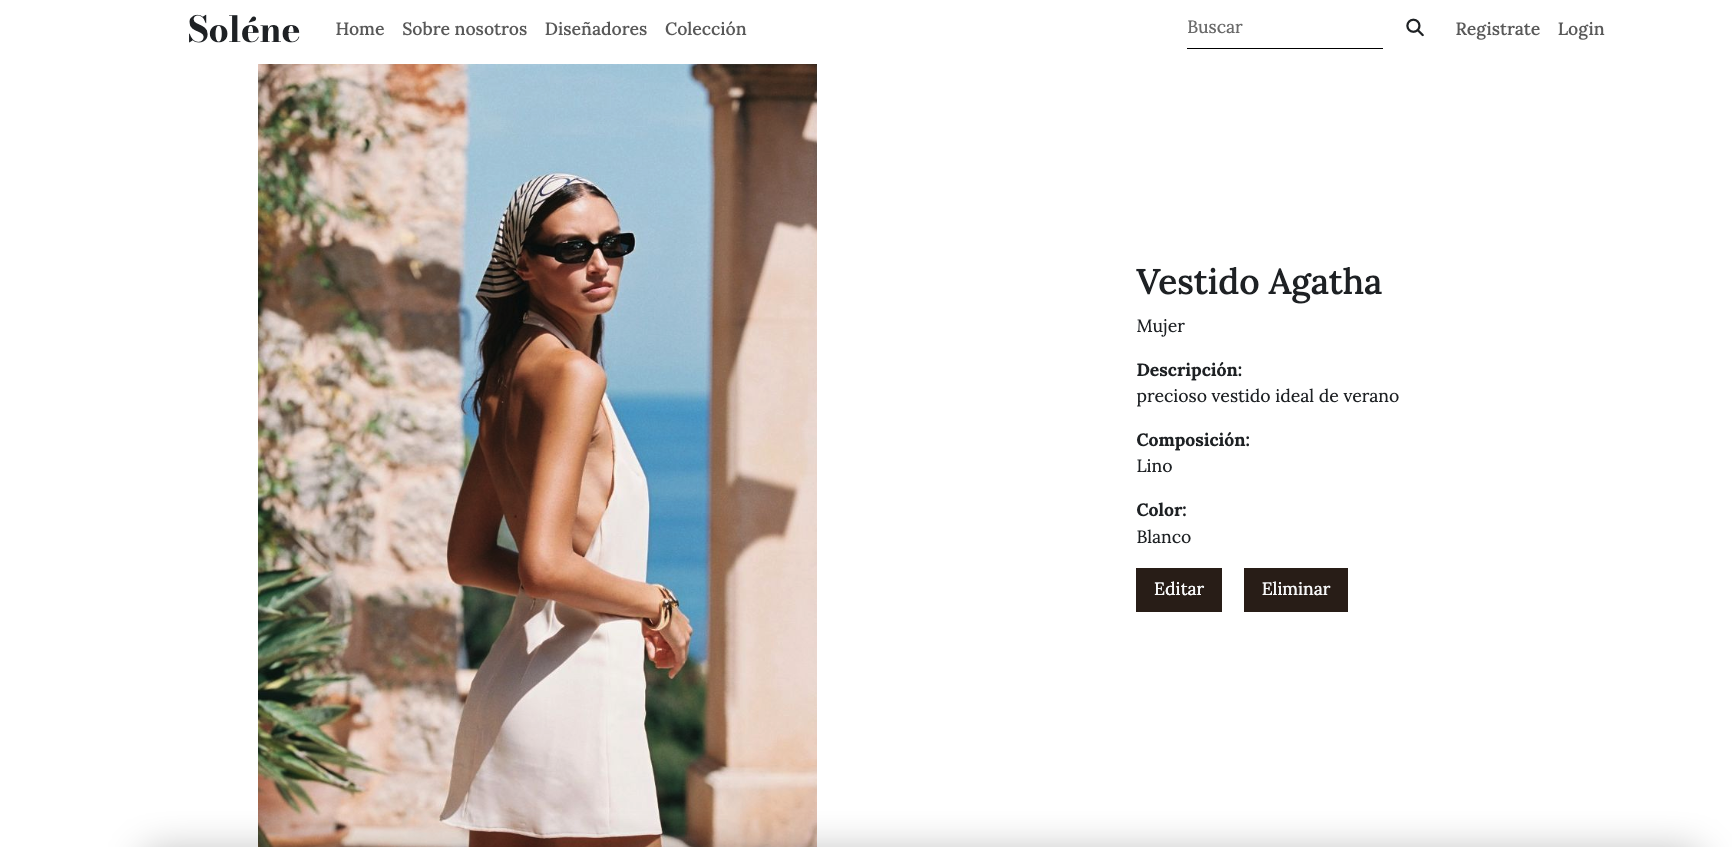 Soléne
Home Sobre nosotros Diseñadores Colección
Buscar
Registrate Login
Vestido Agatha
Mujer
Descripción:
precioso vestido ideal de verano
Composición:
Lino
Color:
Blanco
Editar Eliminar